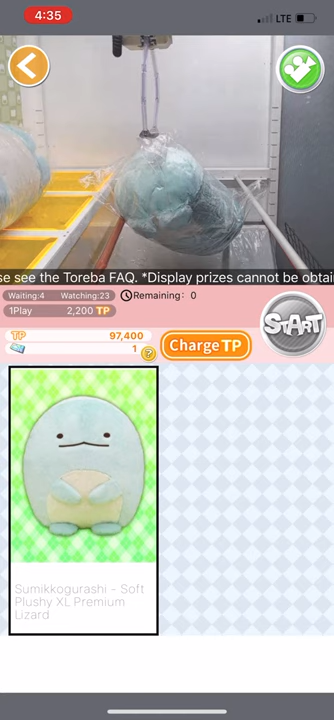 4:35
LTE
se see the Toreba FAQ. *Display prizes cannot be obtai
Waiting:4 Watching:23 Remaining: 0
1Play 2,200 TP
START
TP 97,400
1 ?
Charge TP
Sumikkogurashi - Soft
Plushy XL Premium
Lizard